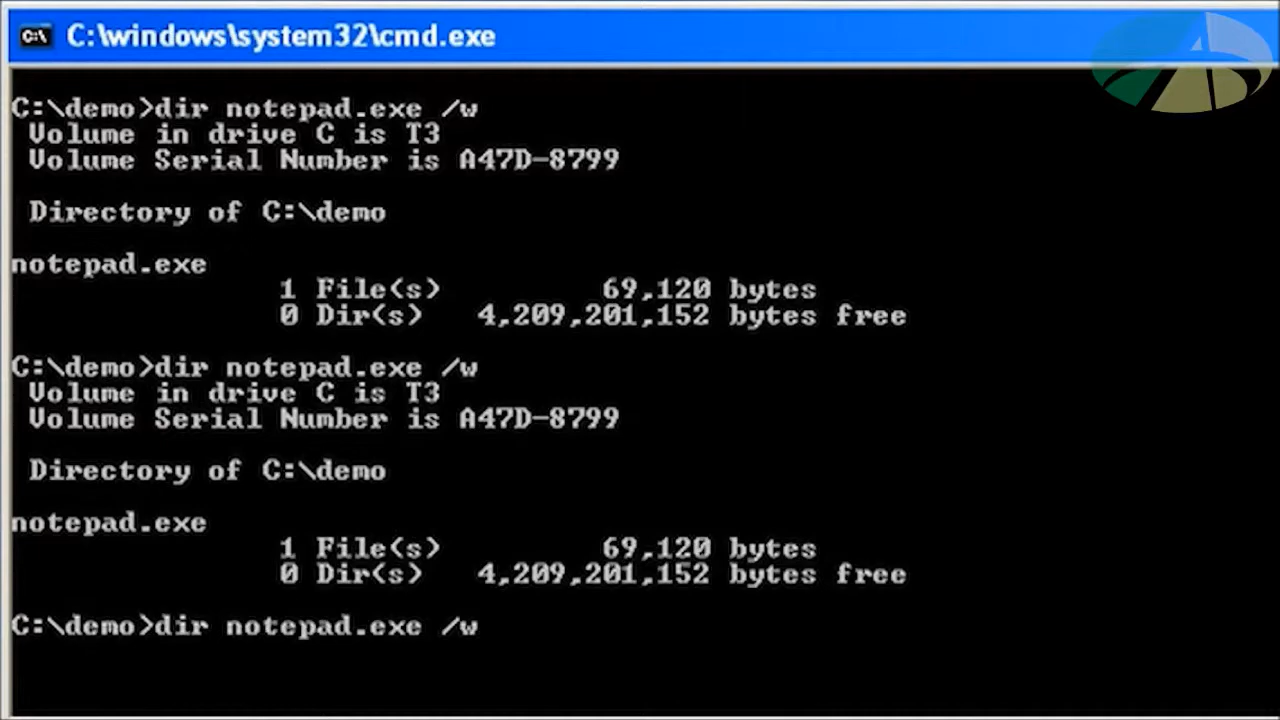 C:\windows\system32\cmd.exe
C:\demo>dir notepad.exe /w
Volume in drive C is T3
Volume Serial Number is A47D-8799
Directory of C:\demo
notepad.exe
1 File(s) 69,120 bytes
0 Dir(s) 4,209,201,152 bytes free
C:\demo>dir notepad.exe /w
Volume in drive C is T3
Volume Serial Number is A47D-8799
Directory of C:\demo
notepad.exe
1 File(s) 69,120 bytes
0 Dir(s) 4,209,201,152 bytes free
C:\demo>dir notepad.exe /w